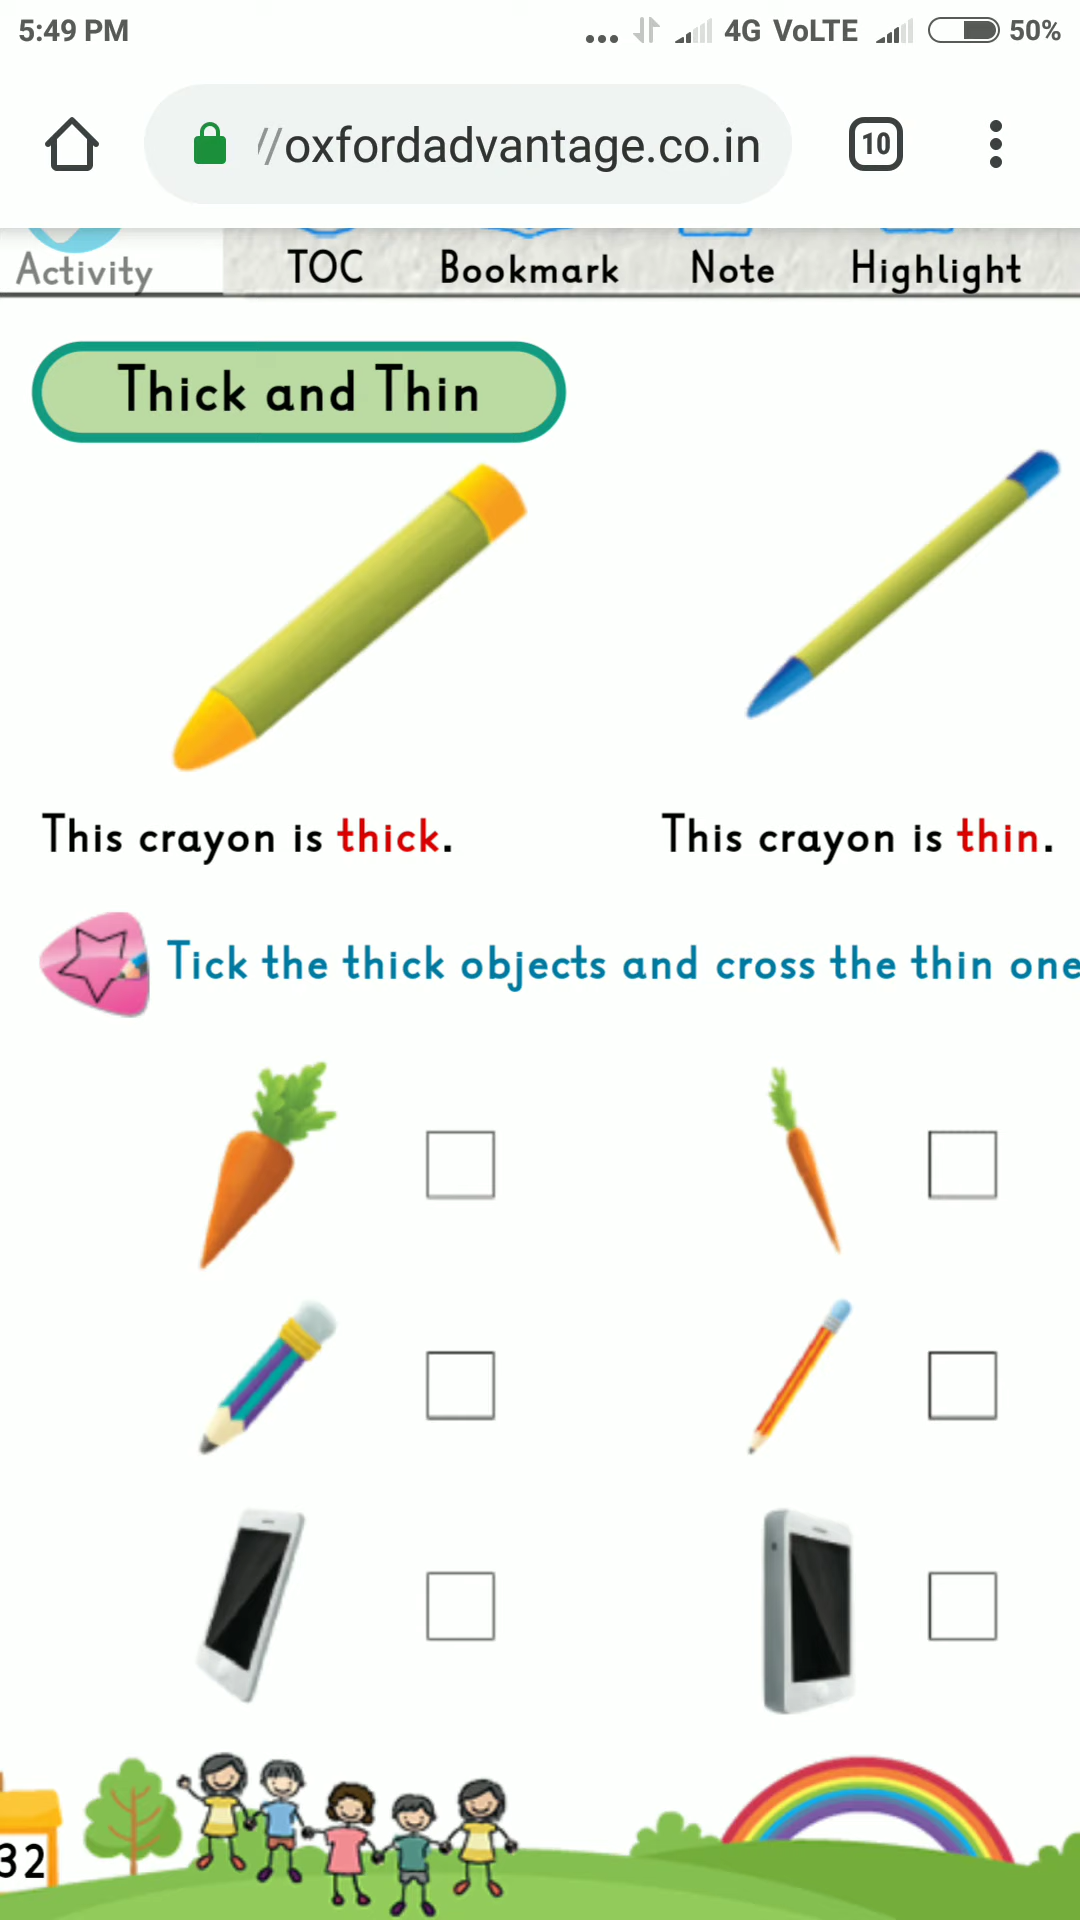 5:49 PM ... 4G VoLTE 50%
//oxfordadvantage.co.in 10
Activity TOC Bookmark Note Highlight
Thick and Thin
This crayon is thick. This crayon is thin.
Tick the thick objects and cross the thin one
32